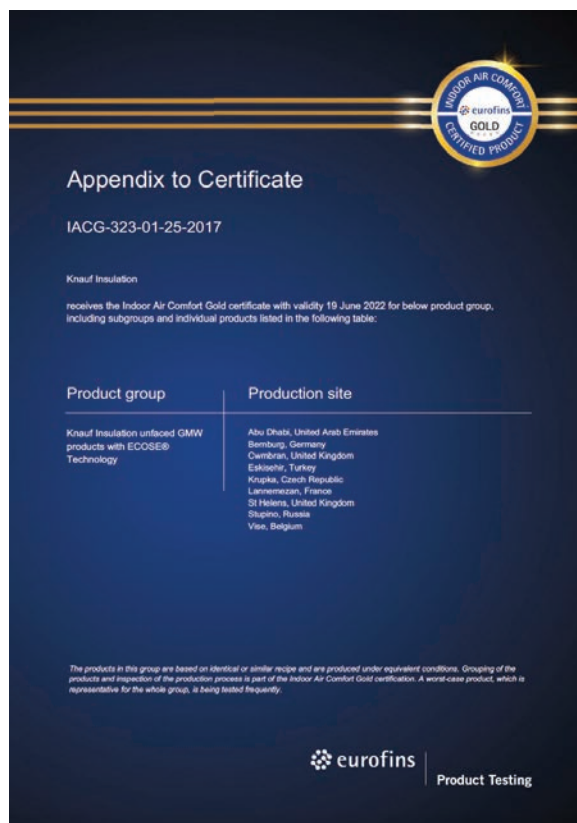 INDOOR AIR COMFORT
eurofins
GOLD
CERTIFIED PRODUCT
Appendix to Certificate
IACG-323-01-25-2017
Knauf Insulation
receives the Indoor Air Comfort Gold certificate with validity 19 June 2022 for below product group,
including subgroups and individual products listed in the following table:
Product group
Production site
Knauf Insulation unfaced GMW
products with ECOSE®
Technology
Abu Dhabi, United Arab Emirates
Bernburg, Germany
Cwmbran, United Kingdom
Eskisehir, Turkey
Krupka, Czech Republic
Lannemezan, France
St Helens, United Kingdom
Stupino, Russia
Vise, Belgium
The products in this group are based on identical or similar recipe and are produced under equivalent conditions. Grouping of the
products and inspection of the production process is part of the Indoor Air Comfort Gold certification. A worst-case product, which is
representative for the whole group, is being tested frequently.
eurofins
Product Testing